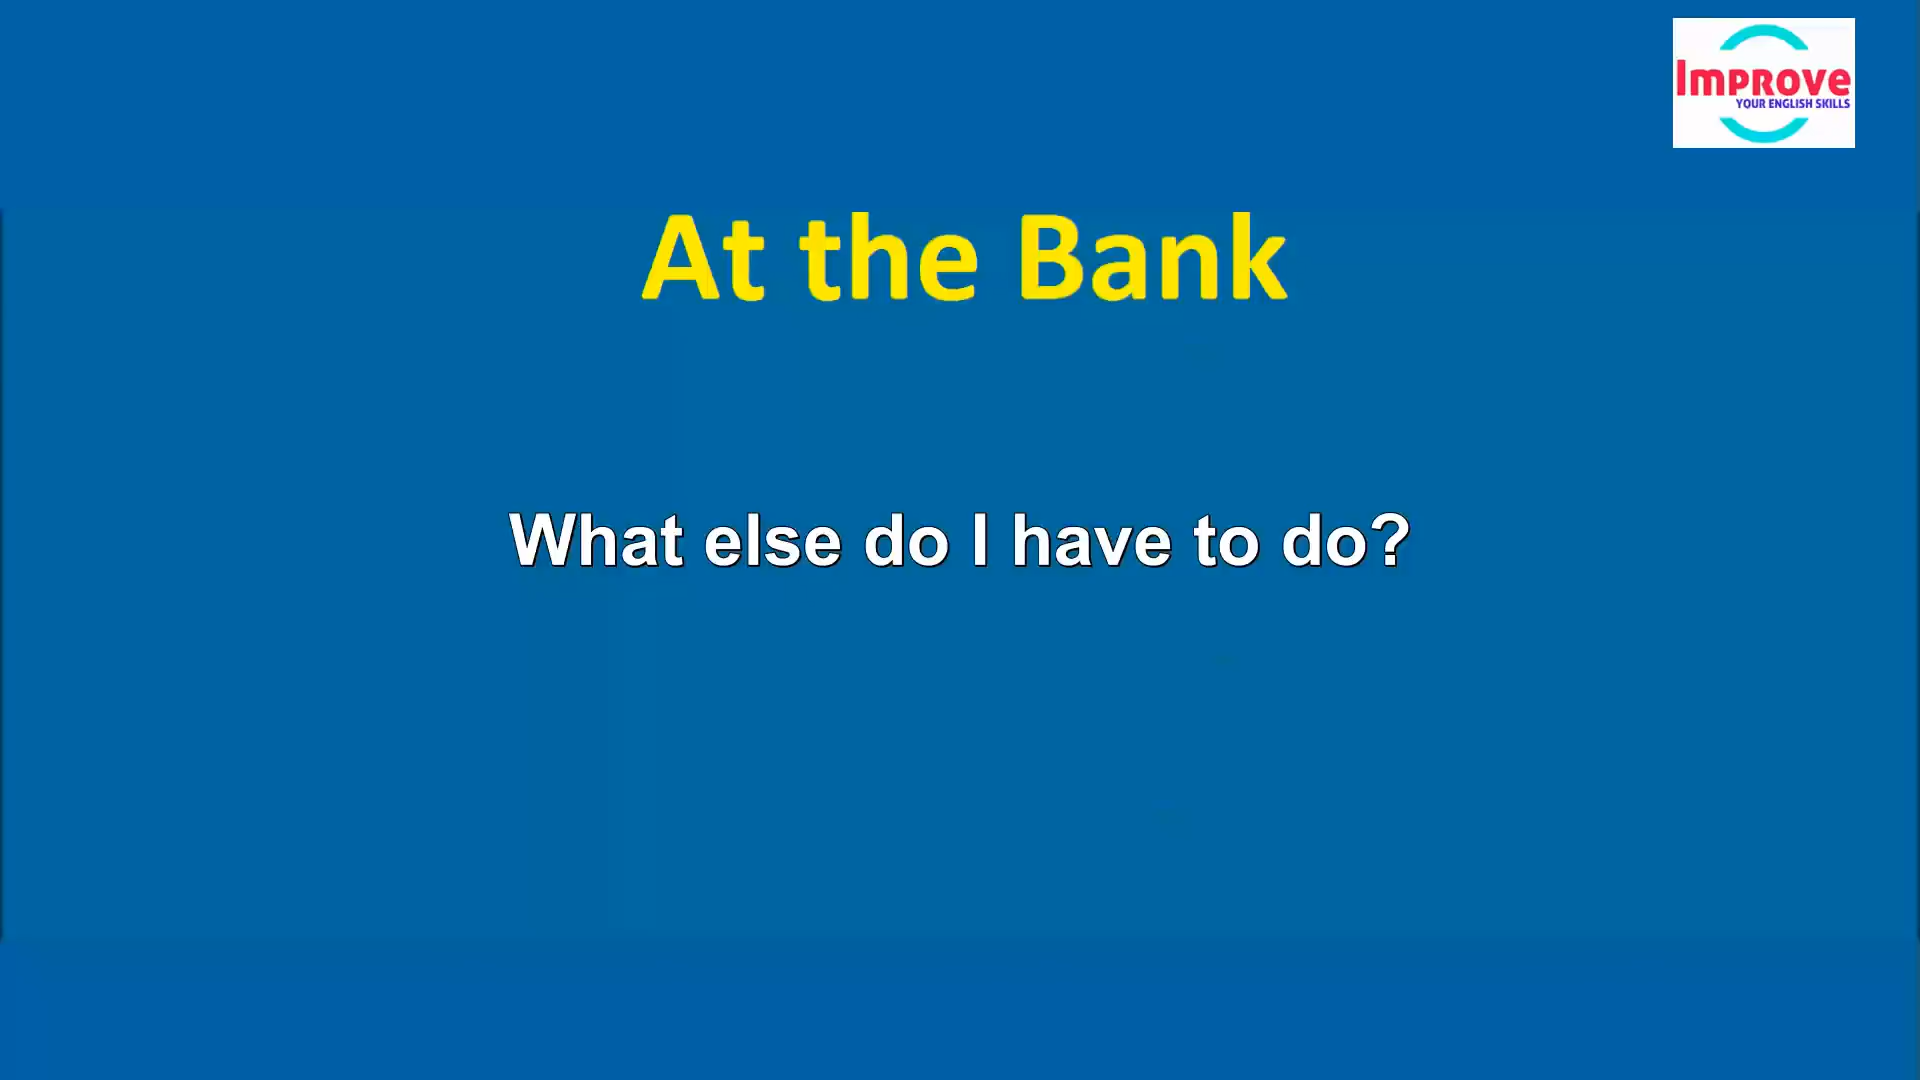 Improve
YOUR ENGLISH SKILLS
At the Bank
What else do I have to do?